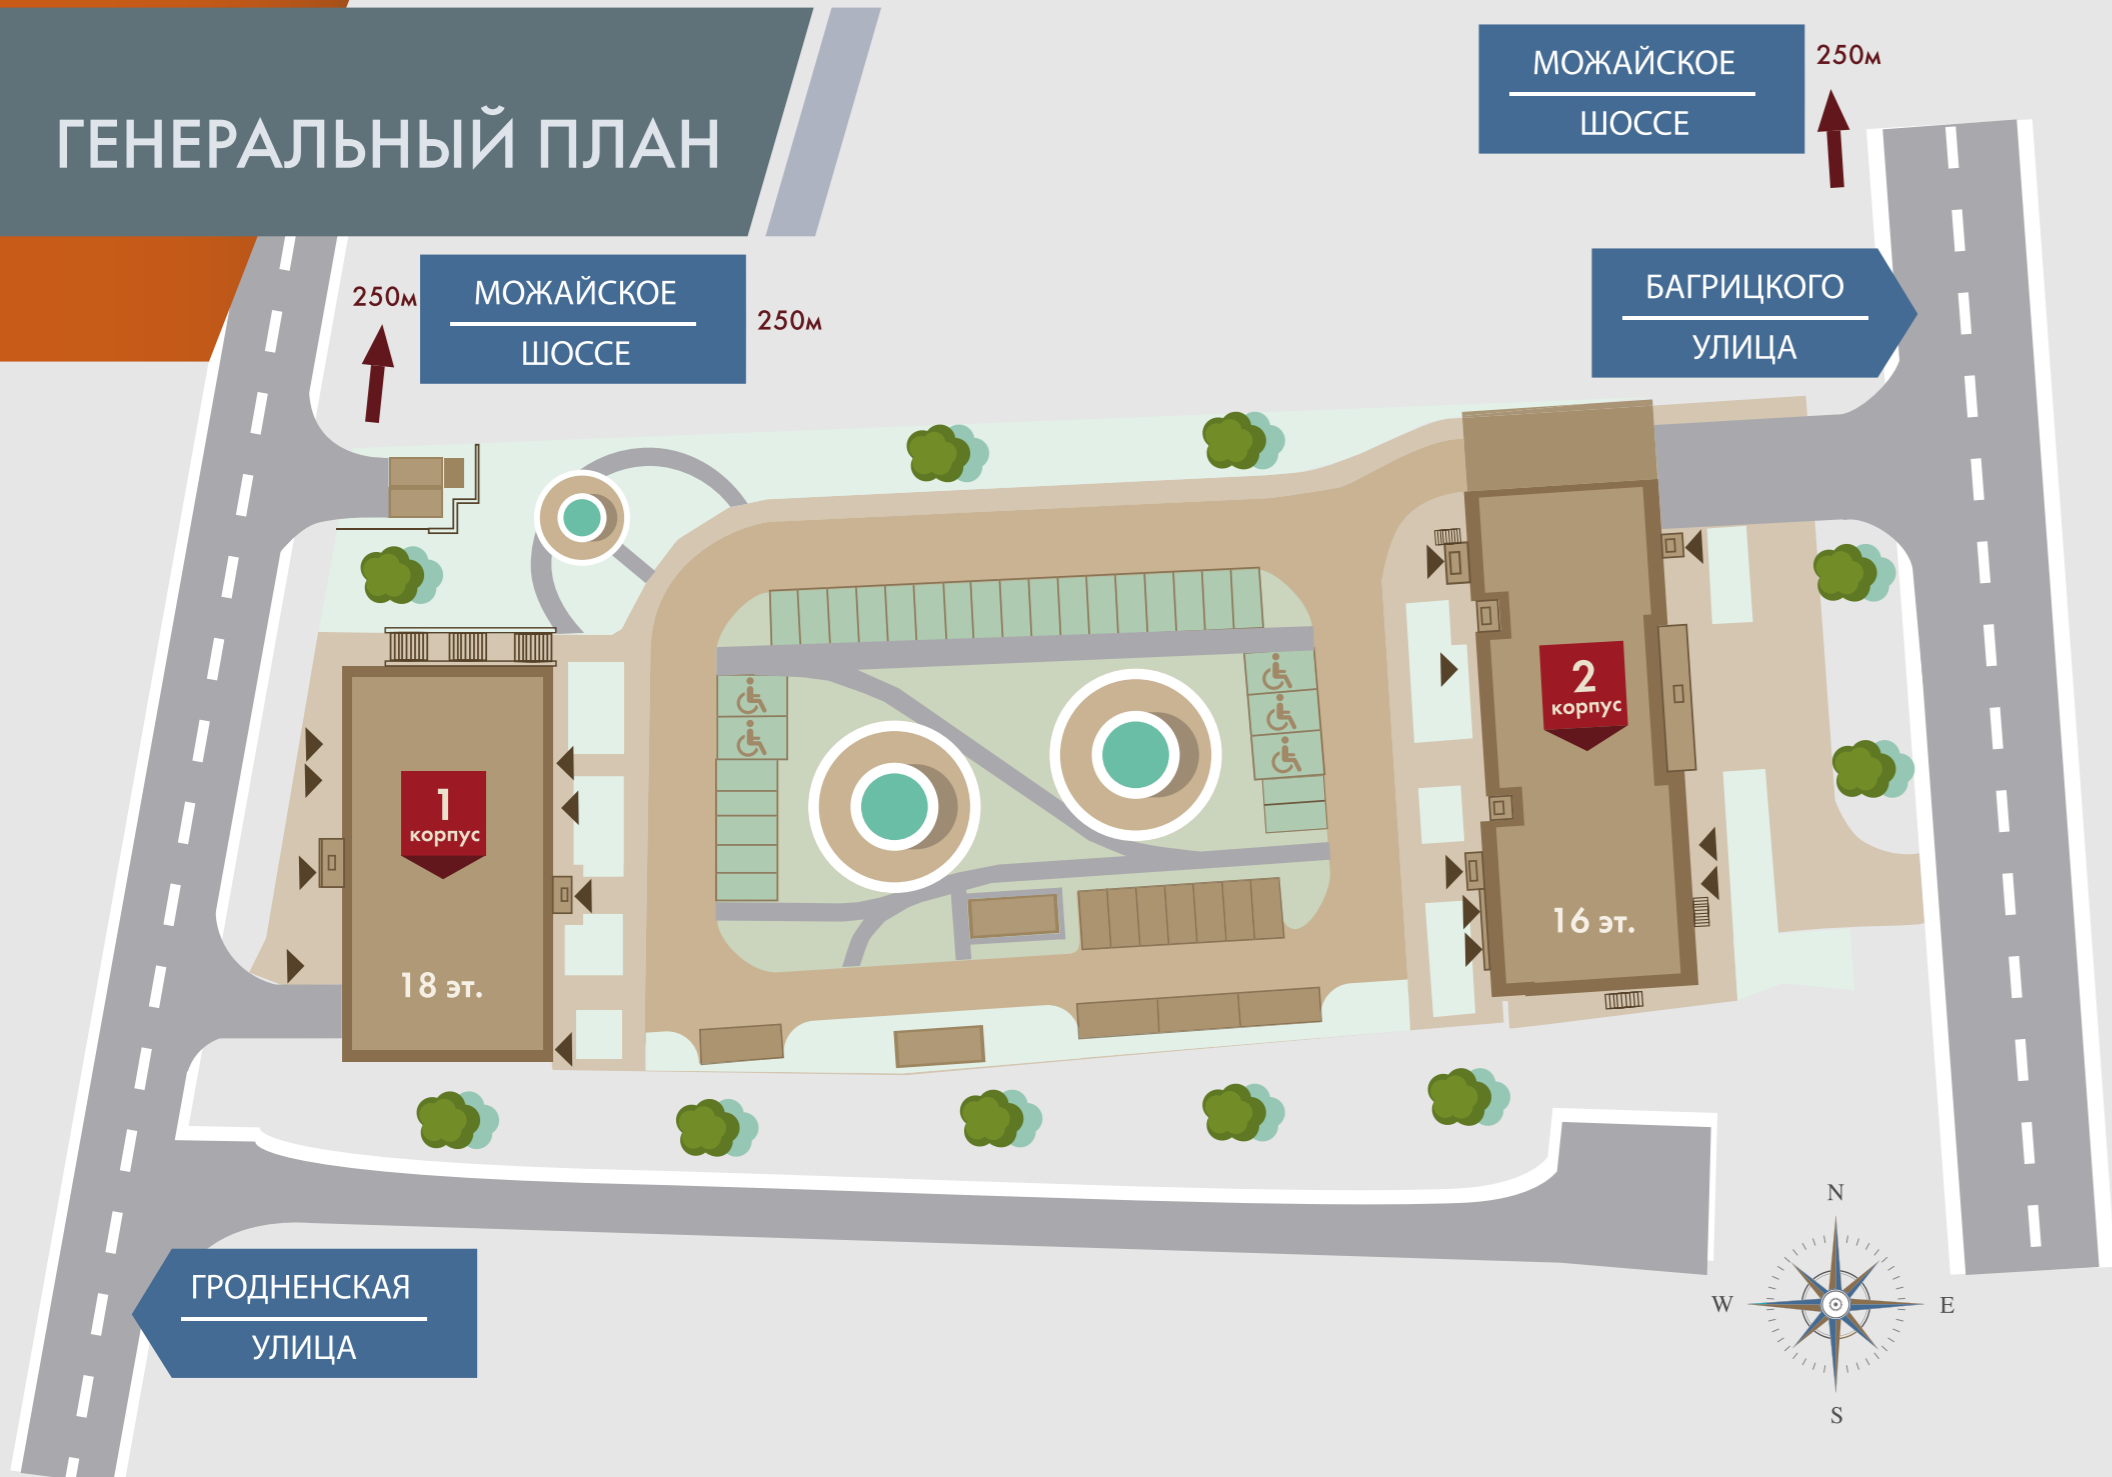 ГЕНЕРАЛЬНЫЙ ПЛАН
МОЖАЙСКОЕ
ШОССЕ
250м
250м
МОЖАЙСКОЕ
ШОССЕ
250м
БАГРИЦКОГО
УЛИЦА
1
корпус
18 эт.
2
корпус
16 эт.
ГРОДНЕНСКАЯ
УЛИЦА
N
W
E
S